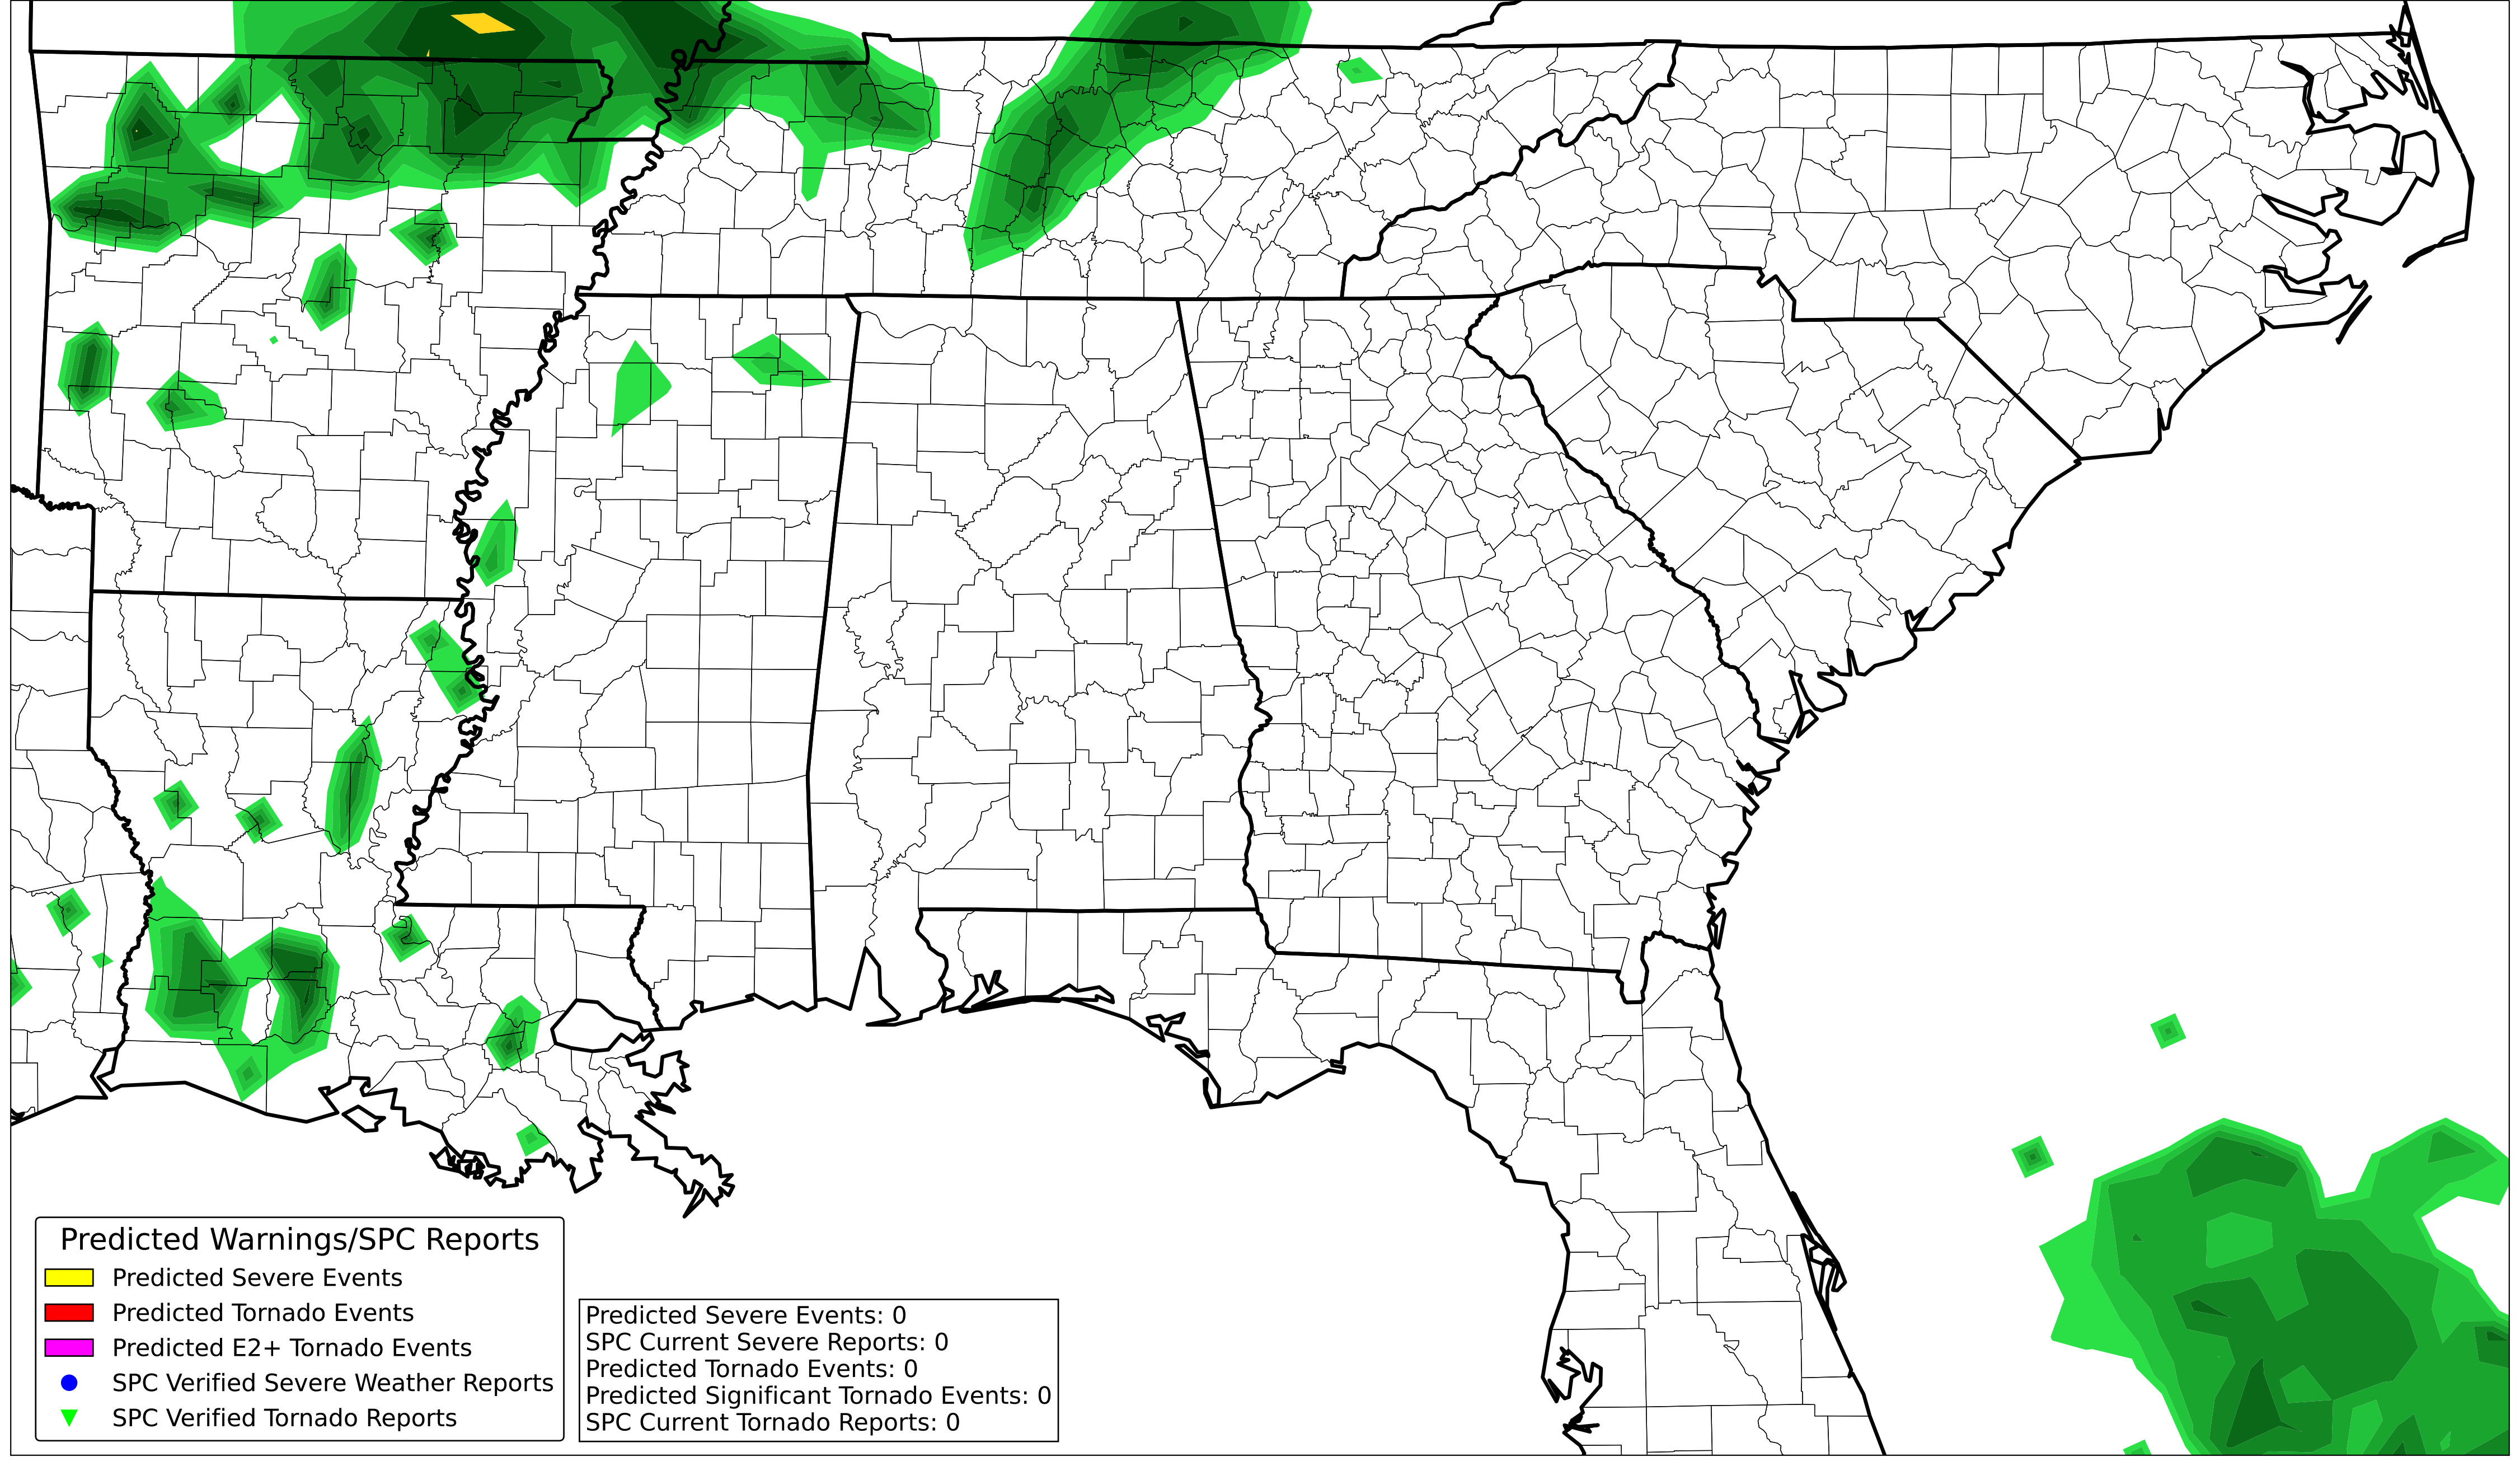 Predicted Warnings/SPC Reports
Predicted Severe Events
Predicted Tornado Events
Predicted E2+ Tornado Events
SPC Verified Severe Weather Reports
SPC Verified Tornado Reports
Predicted Severe Events: 0
SPC Current Severe Reports: 0
Predicted Tornado Events: 0
Predicted Significant Tornado Events: 0
SPC Current Tornado Reports: 0